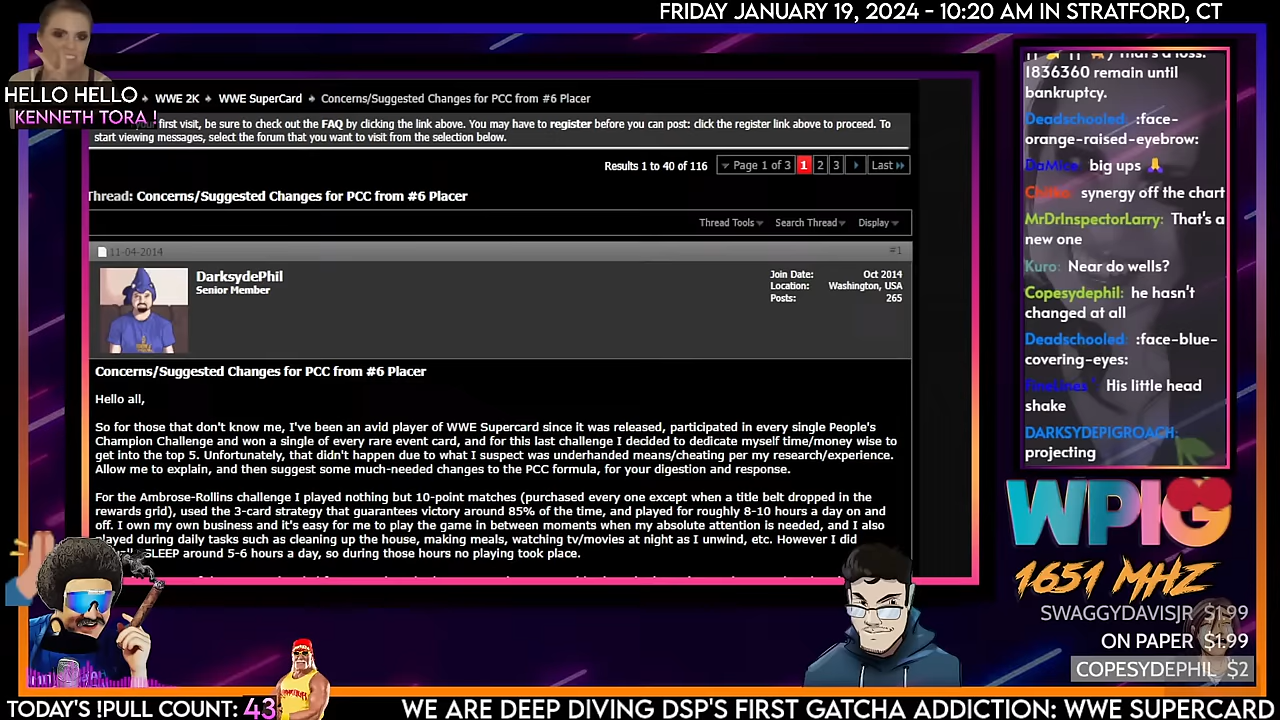 FRIDAY JANUARY 19, 2024 - 10:20 AM IN STRATFORD, CT
HELLO HELLO
KENNETH TORA !
WWE 2K WWE SuperCard Concerns/Suggested Changes for PCC from #6 Placer
first visit, be sure to check out the FAQ by clicking the link above. You may have to register before you can post: click the register link above to proceed. To
start viewing messages, select the forum that you want to visit from the selection below.
Results 1 to 40 of 116 Page 1 of 3 1 2 3 Last
Thread: Concerns/Suggested Changes for PCC from #6 Placer
Thread Tools Search Thread Display
11-04-2014 #1
DarksydePhil
Senior Member
Join Date: Oct 2014
Location: Washington, USA
Posts: 265
Concerns/Suggested Changes for PCC from #6 Placer
Hello all,
So for those that don't know me, I've been an avid player of WWE Supercard since it was released, participated in every single People's
Champion Challenge and won a single of every rare event card, and for this last challenge I decided to dedicate myself time/money wise to
get into the top 5. Unfortunately, that didn't happen due to what I suspect was underhanded means/cheating per my research/experience.
Allow me to explain, and then suggest some much-needed changes to the PCC formula, for your digestion and response.
For the Ambrose-Rollins challenge I played nothing but 10-point matches (purchased every one except when a title belt dropped in the
rewards grid), used the 3-card strategy that guarantees victory around 85% of the time, and played for roughly 8-10 hours a day on and
off. I own my own business and it's easy for me to play the game in between moments when my absolute attention is needed, and I also
played during daily tasks such as cleaning up the house, making meals, watching tv/movies at night as I unwind, etc. However I did
SLEEP around 5-6 hours a day, so during those hours no playing took place.
That's a loss.
1836360 remain until
bankruptcy.
Deadschooled: :face-
orange-raised-eyebrow:
big ups 🙏
synergy off the chart
MrDrInspectorLarry: That's a
new one
Kuro: Near do wells?
Copesydephil: he hasn't
changed at all
Deadschooled: :face-blue-
covering-eyes:
His little head
shake
DARKSYDEPIGROACH:
projecting
WPIG
1651 MHZ
SWAGGYDAVISJR $1.99
ON PAPER $1.99
COPESYDEPHIL $2
TODAY'S !PULL COUNT: 43
WE ARE DEEP DIVING DSP'S FIRST GATCHA ADDICTION: WWE SUPERCARD